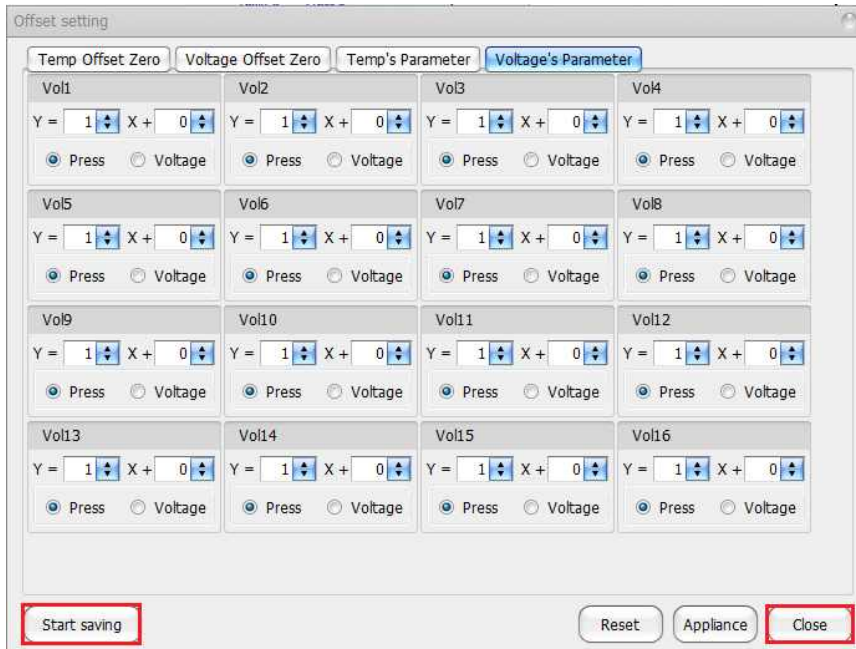 Offset setting
Temp Offset Zero Voltage Offset Zero Temp's Parameter Voltage's Parameter
Vol1 Vol2 Vol3 Vol4
Y = 1 X + 0 Y = 1 X + 0 Y = 1 X + 0 Y = 1 X + 0
Press Voltage Press Voltage Press Voltage Press Voltage
Vol5 Vol6 Vol7 Vol8
Y = 1 X + 0 Y = 1 X + 0 Y = 1 X + 0 Y = 1 X + 0
Press Voltage Press Voltage Press Voltage Press Voltage
Vol9 Vol10 Vol11 Vol12
Y = 1 X + 0 Y = 1 X + 0 Y = 1 X + 0 Y = 1 X + 0
Press Voltage Press Voltage Press Voltage Press Voltage
Vol13 Vol14 Vol15 Vol16
Y = 1 X + 0 Y = 1 X + 0 Y = 1 X + 0 Y = 1 X + 0
Press Voltage Press Voltage Press Voltage Press Voltage
Start saving Reset Appliance Close